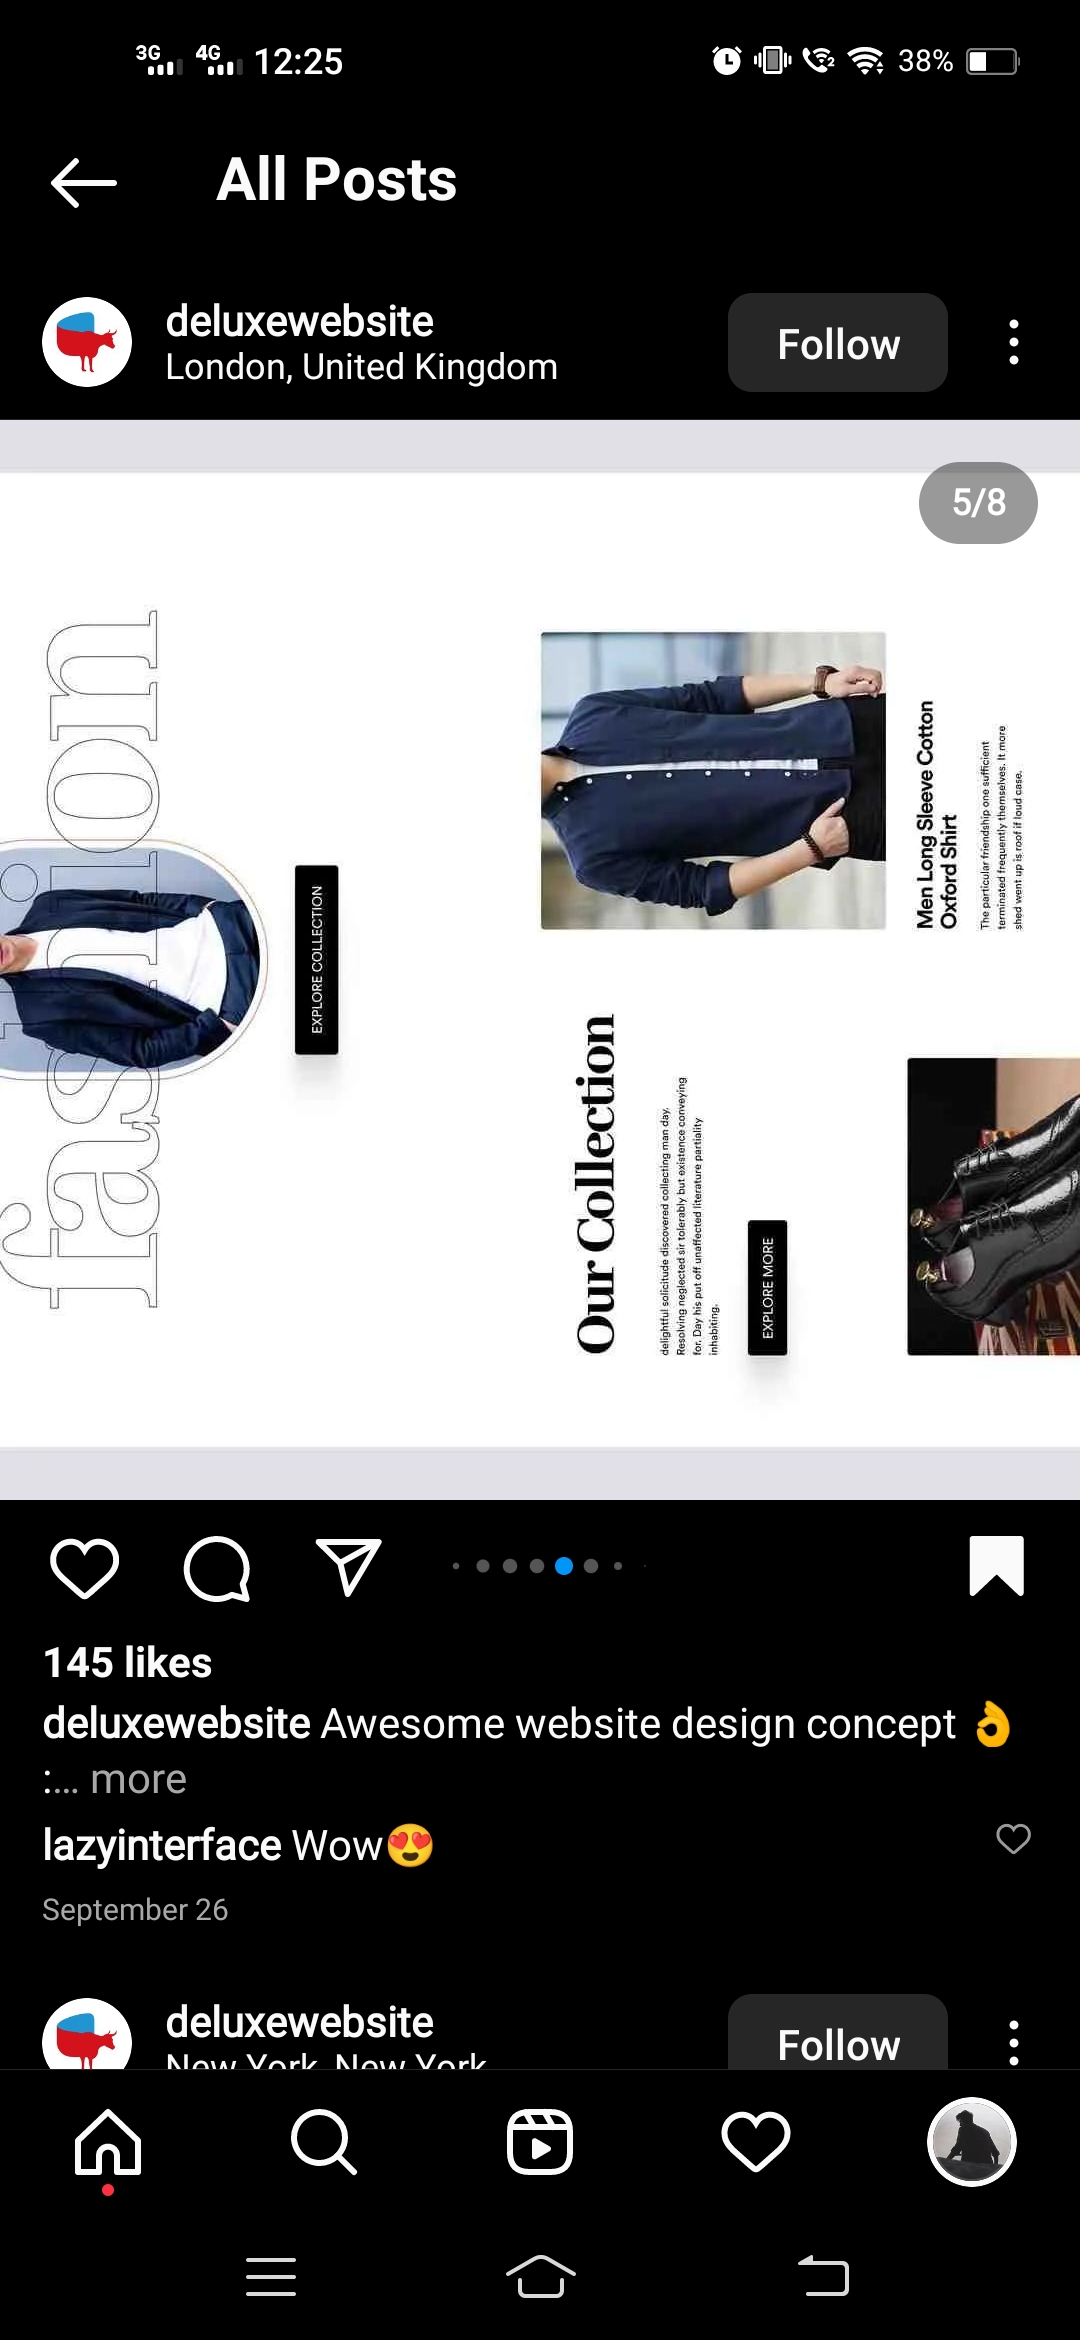 3G 4G 12:25
38%
All Posts
deluxewebsite
London, United Kingdom
Follow
5/8
fashion
EXPLORE COLLECTION
Our Collection
delightful solicitude discovered collecting man day.
Resolving neglected sir tolerably but existence conveying
for. Day his put off unaffected literature partiality
inhabiting.
EXPLORE MORE
Men Long Sleeve Cotton
Oxford Shirt
The particular friendship one sufficient
terminated frequently themselves. It more
shed went up is roof if loud case.
145 likes
deluxewebsite Awesome website design concept 👌
:... more
lazyinterface Wow😍
September 26
deluxewebsite
New York, New York
Follow